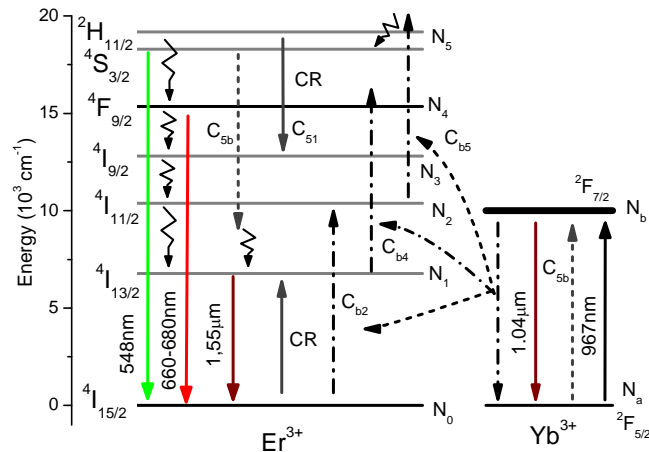 Energy (10³ cm⁻¹)
20
15
10
5
0
²H₁₁/₂
⁴S₃/₂
⁴F₉/₂
⁴I₉/₂
⁴I₁₁/₂
⁴I₁₃/₂
⁴I₁₅/₂
N₅
N₄
N₃
N₂
N₁
N₀
548nm
660-680nm
C₅b
1,55µm
CR
C₅₁
CR
Cb2
Cb4
Cb5
Er³⁺
²F₇/₂
Nb
1.04µm
C₅b
967nm
Na
²F₅/₂
Yb³⁺